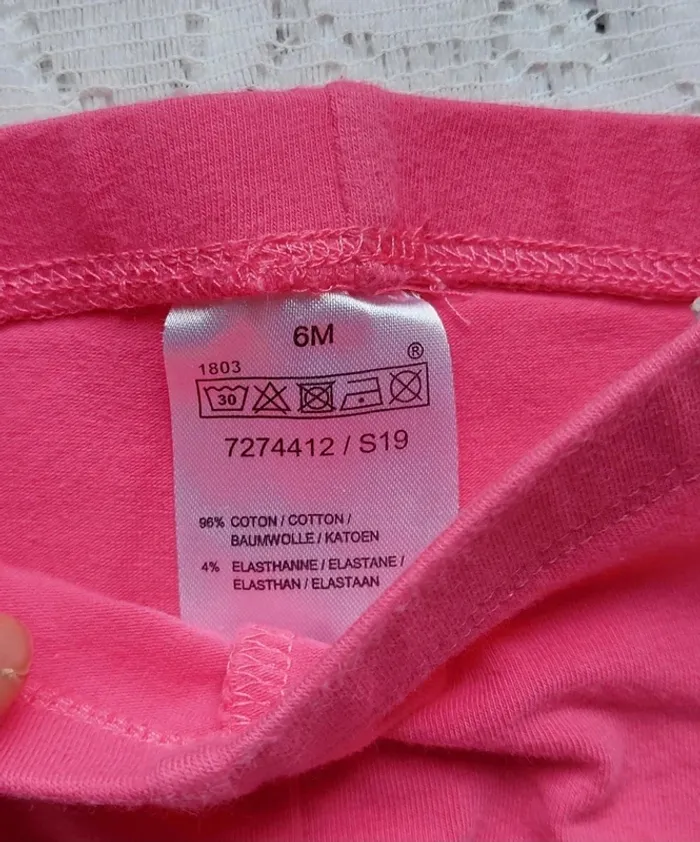 6M
1803 ®
30
7274412 / S19
96% COTON / COTTON /
BAUMWOLLE / KATOEN
4% ELASTHANNE / ELASTANE /
ELASTHAN / ELASTAAN